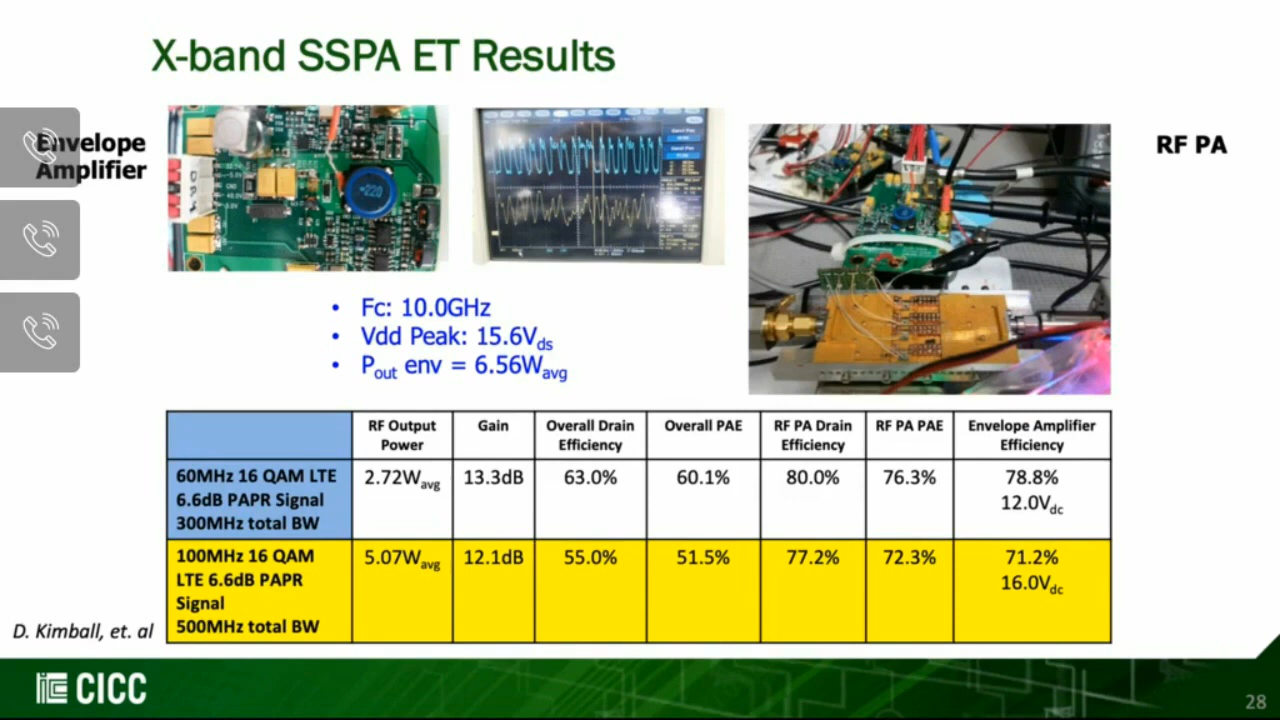 X-band SSPA ET Results
Envelope
Amplifier
RF PA
=220
• Fc: 10.0GHz
• Vdd Peak: 15.6Vds
• Pout env = 6.56Wavg
RF Output Power
Gain
Overall Drain Efficiency
Overall PAE
RF PA Drain Efficiency
RF PA PAE
Envelope Amplifier Efficiency
60MHz 16 QAM LTE
6.6dB PAPR Signal
300MHz total BW
2.72Wavg
13.3dB
63.0%
60.1%
80.0%
76.3%
78.8%
12.0Vdc
100MHz 16 QAM
LTE 6.6dB PAPR
Signal
500MHz total BW
5.07Wavg
12.1dB
55.0%
51.5%
77.2%
72.3%
71.2%
16.0Vdc
D. Kimball, et. al
CICC
28